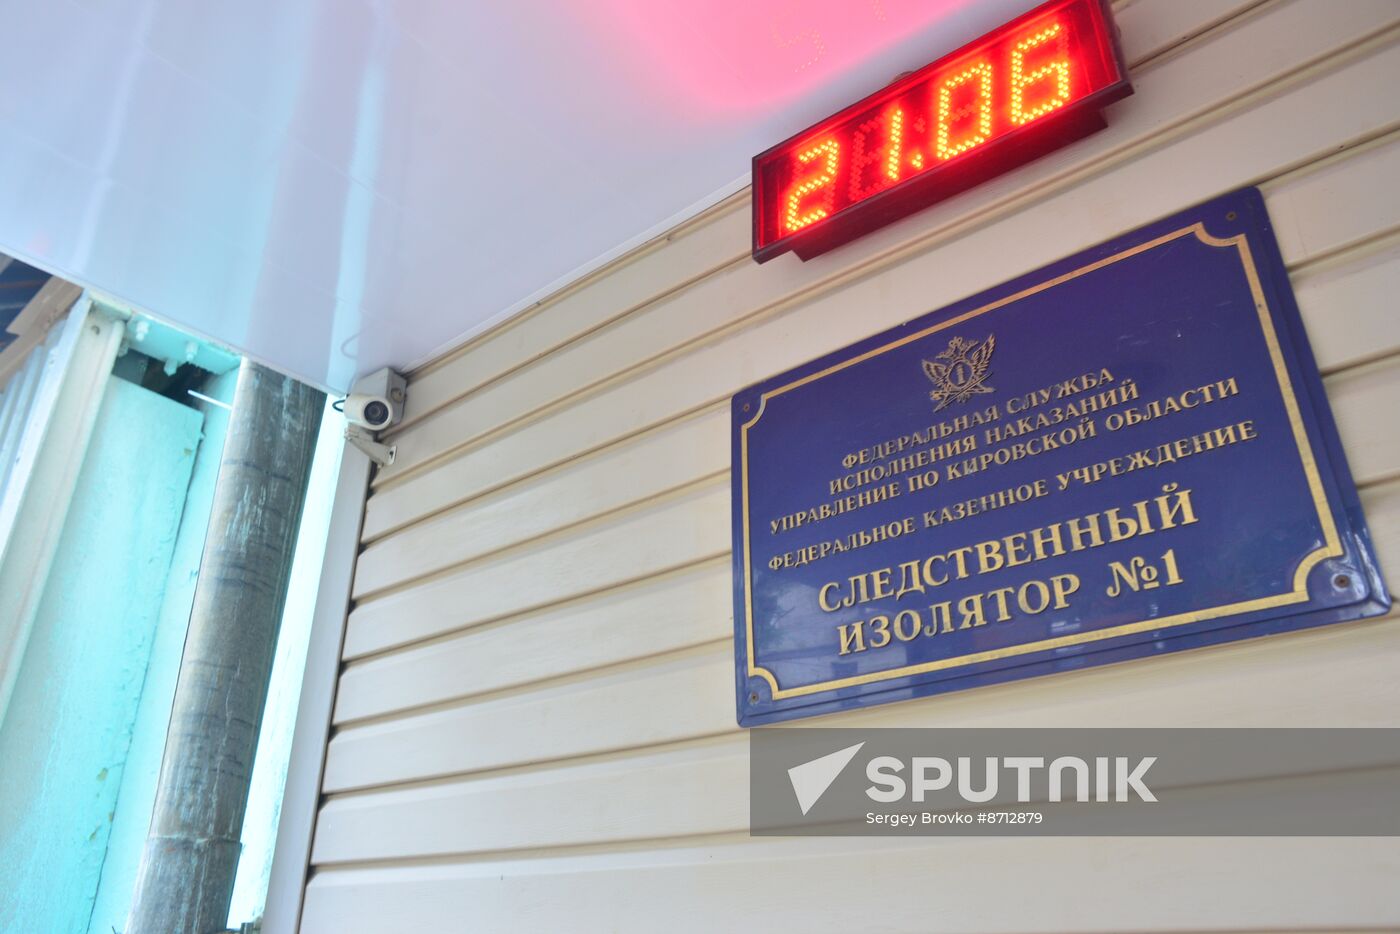 21.06
ФЕДЕРАЛЬНАЯ СЛУЖБА
ИСПОЛНЕНИЯ НАКАЗАНИЙ
УПРАВЛЕНИЕ ПО КИРОВСКОЙ ОБЛАСТИ
ФЕДЕРАЛЬНОЕ КАЗЕННОЕ УЧРЕЖДЕНИЕ
СЛЕДСТВЕННЫЙ
ИЗОЛЯТОР №1
SPUTNIK
Sergey Brovko #8712879